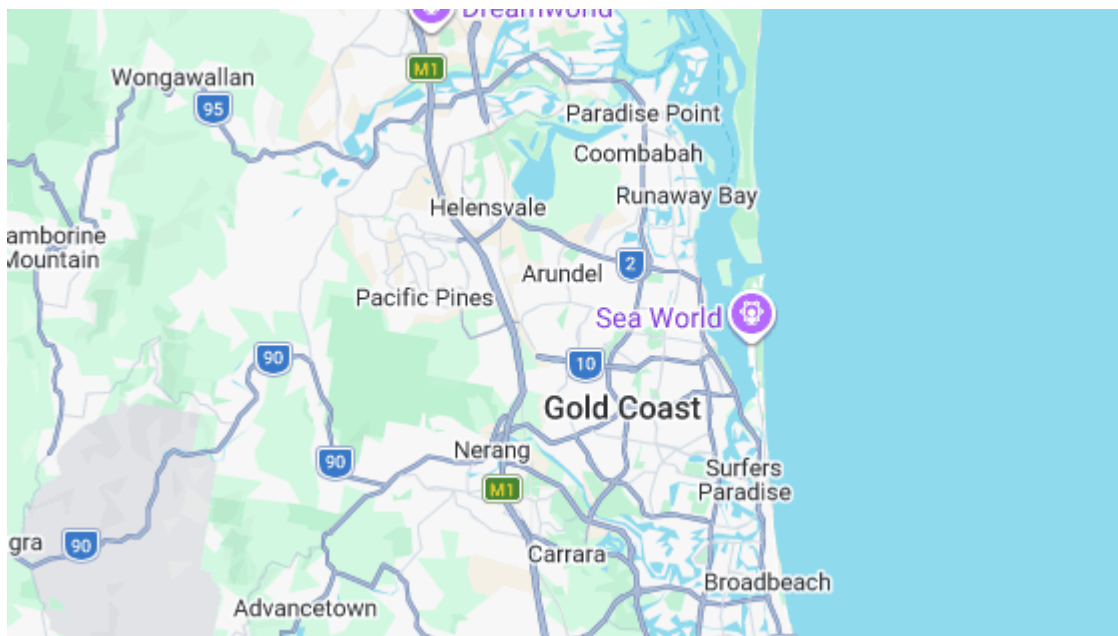 Dreamworld
M1
Wongawallan
95
Paradise Point
Coombabah
Runaway Bay
Helensvale
amborine
Mountain
2
Arundel
Pacific Pines
Sea World
90
10
Gold Coast
Nerang
90
Surfers
Paradise
M1
gra
90
Carrara
Broadbeach
Advancetown